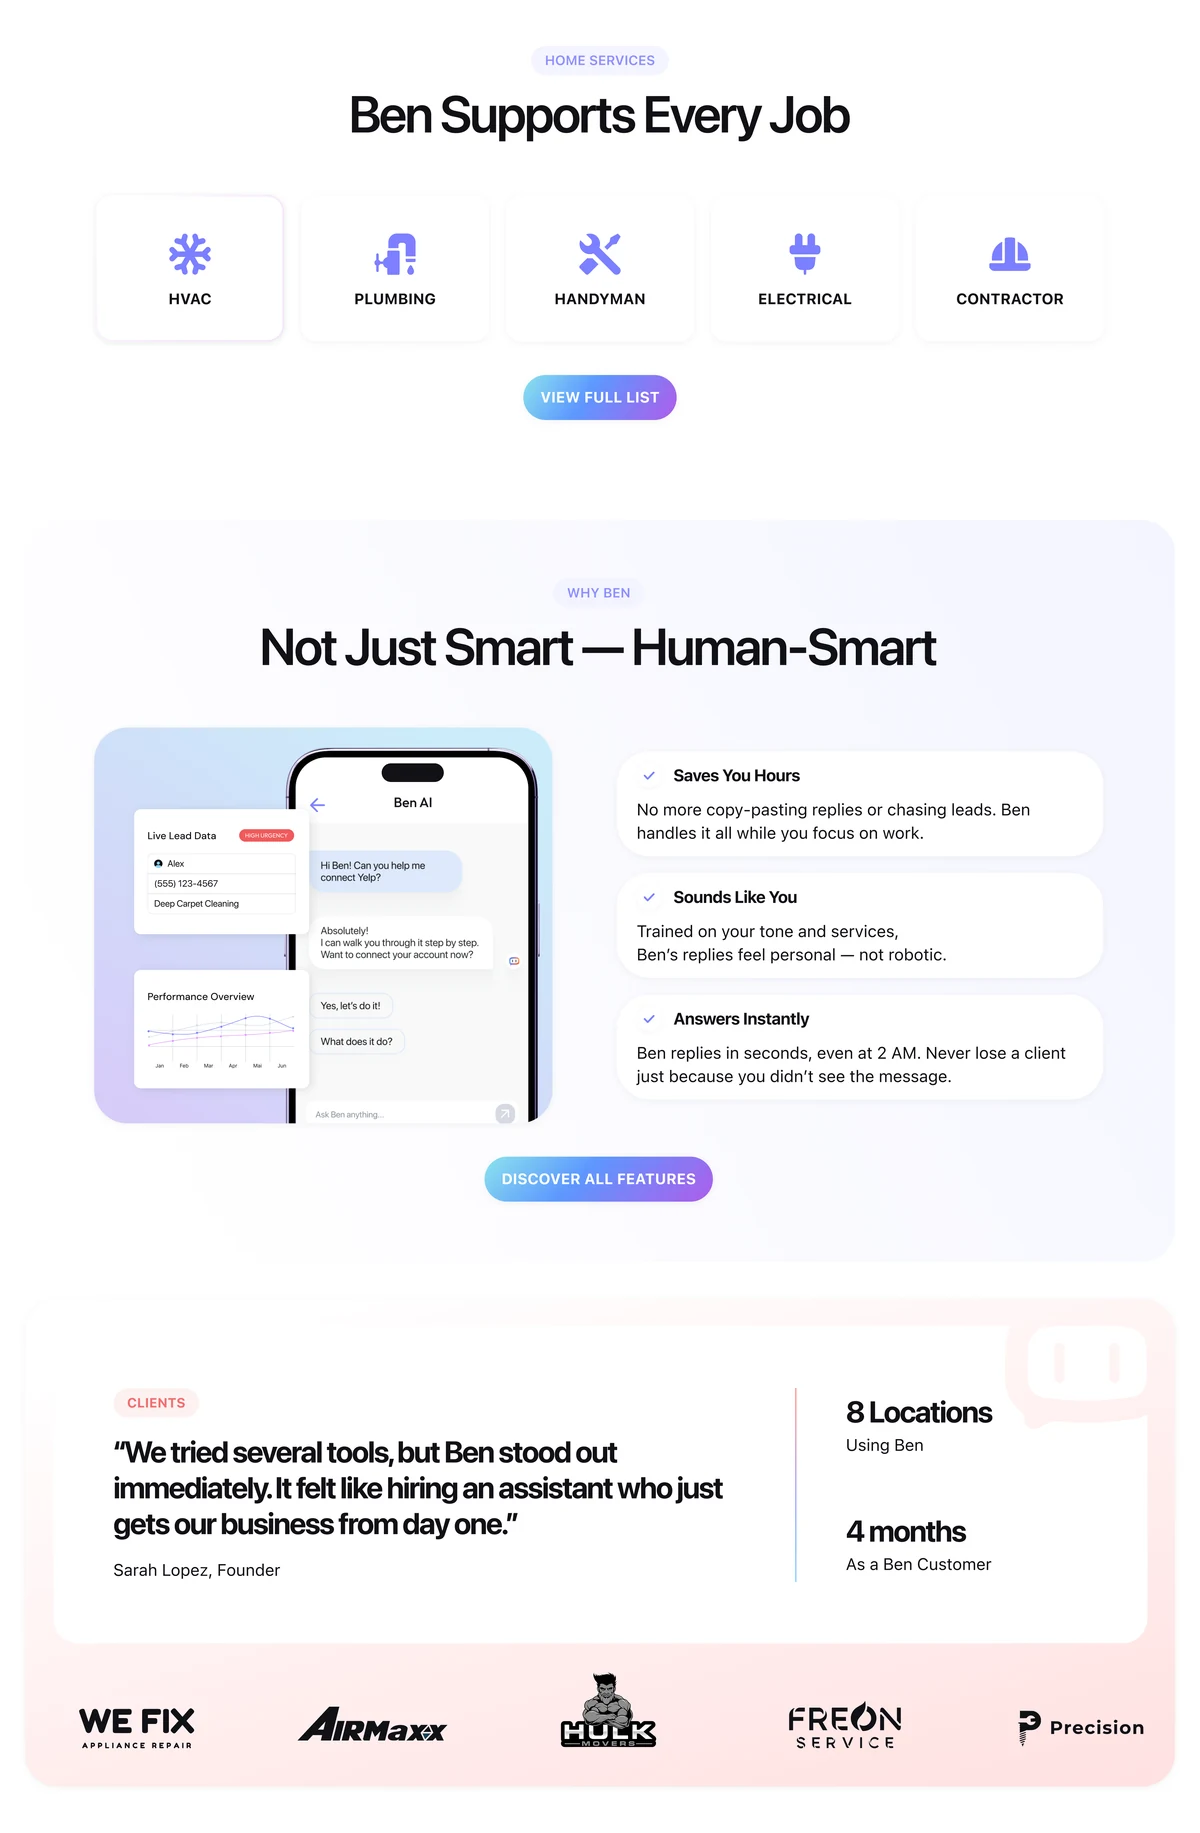 HOME SERVICES
Ben Supports Every Job
HVAC
PLUMBING
HANDYMAN
ELECTRICAL
CONTRACTOR
VIEW FULL LIST
WHY BEN
Not Just Smart — Human-Smart
Ben AI
Live Lead Data
HIGH URGENCY
Alex
(555) 123-4567
Deep Carpet Cleaning
Hi Ben! Can you help me
connect Yelp?
Absolutely!
I can walk you through it step by step.
Want to connect your account now?
Performance Overview
Jan Feb Mar Apr Mai Jun
Yes, let's do it!
What does it do?
Ask Ben anything...
Saves You Hours
No more copy-pasting replies or chasing leads. Ben
handles it all while you focus on work.
Sounds Like You
Trained on your tone and services,
Ben’s replies feel personal — not robotic.
Answers Instantly
Ben replies in seconds, even at 2 AM. Never lose a client
just because you didn’t see the message.
DISCOVER ALL FEATURES
CLIENTS
“We tried several tools, but Ben stood out
immediately. It felt like hiring an assistant who just
gets our business from day one.”
Sarah Lopez, Founder
8 Locations
Using Ben
4 months
As a Ben Customer
WE FIX
APPLIANCE REPAIR
AIRMaxx
HULK
MOVERS
FREON
SERVICE
Precision